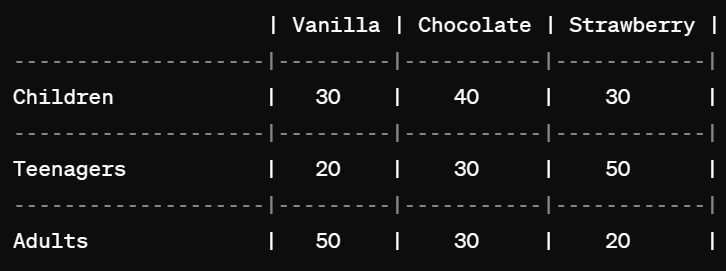 | Vanilla | Chocolate | Strawberry |
--------------------|---------|-----------|------------|
Children | 30 | 40 | 30 |
--------------------|---------|-----------|------------|
Teenagers | 20 | 30 | 50 |
--------------------|---------|-----------|------------|
Adults | 50 | 30 | 20 |